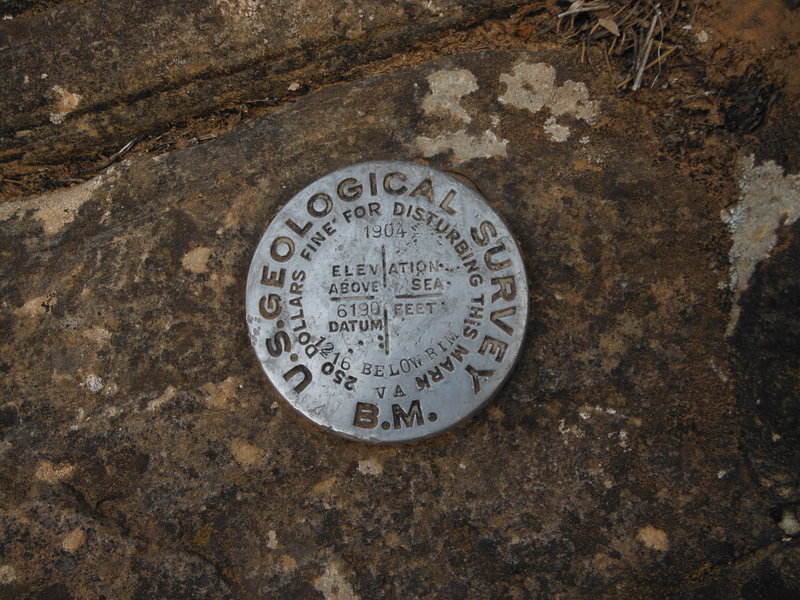 U.S. GEOLOGICAL SURVEY
250 DOLLARS FINE FOR DISTURBING THIS MARK
1904
ELEVATION
ABOVE SEA
6190 FEET
DATUM
1216 BELOW RIM
VA
B.M.